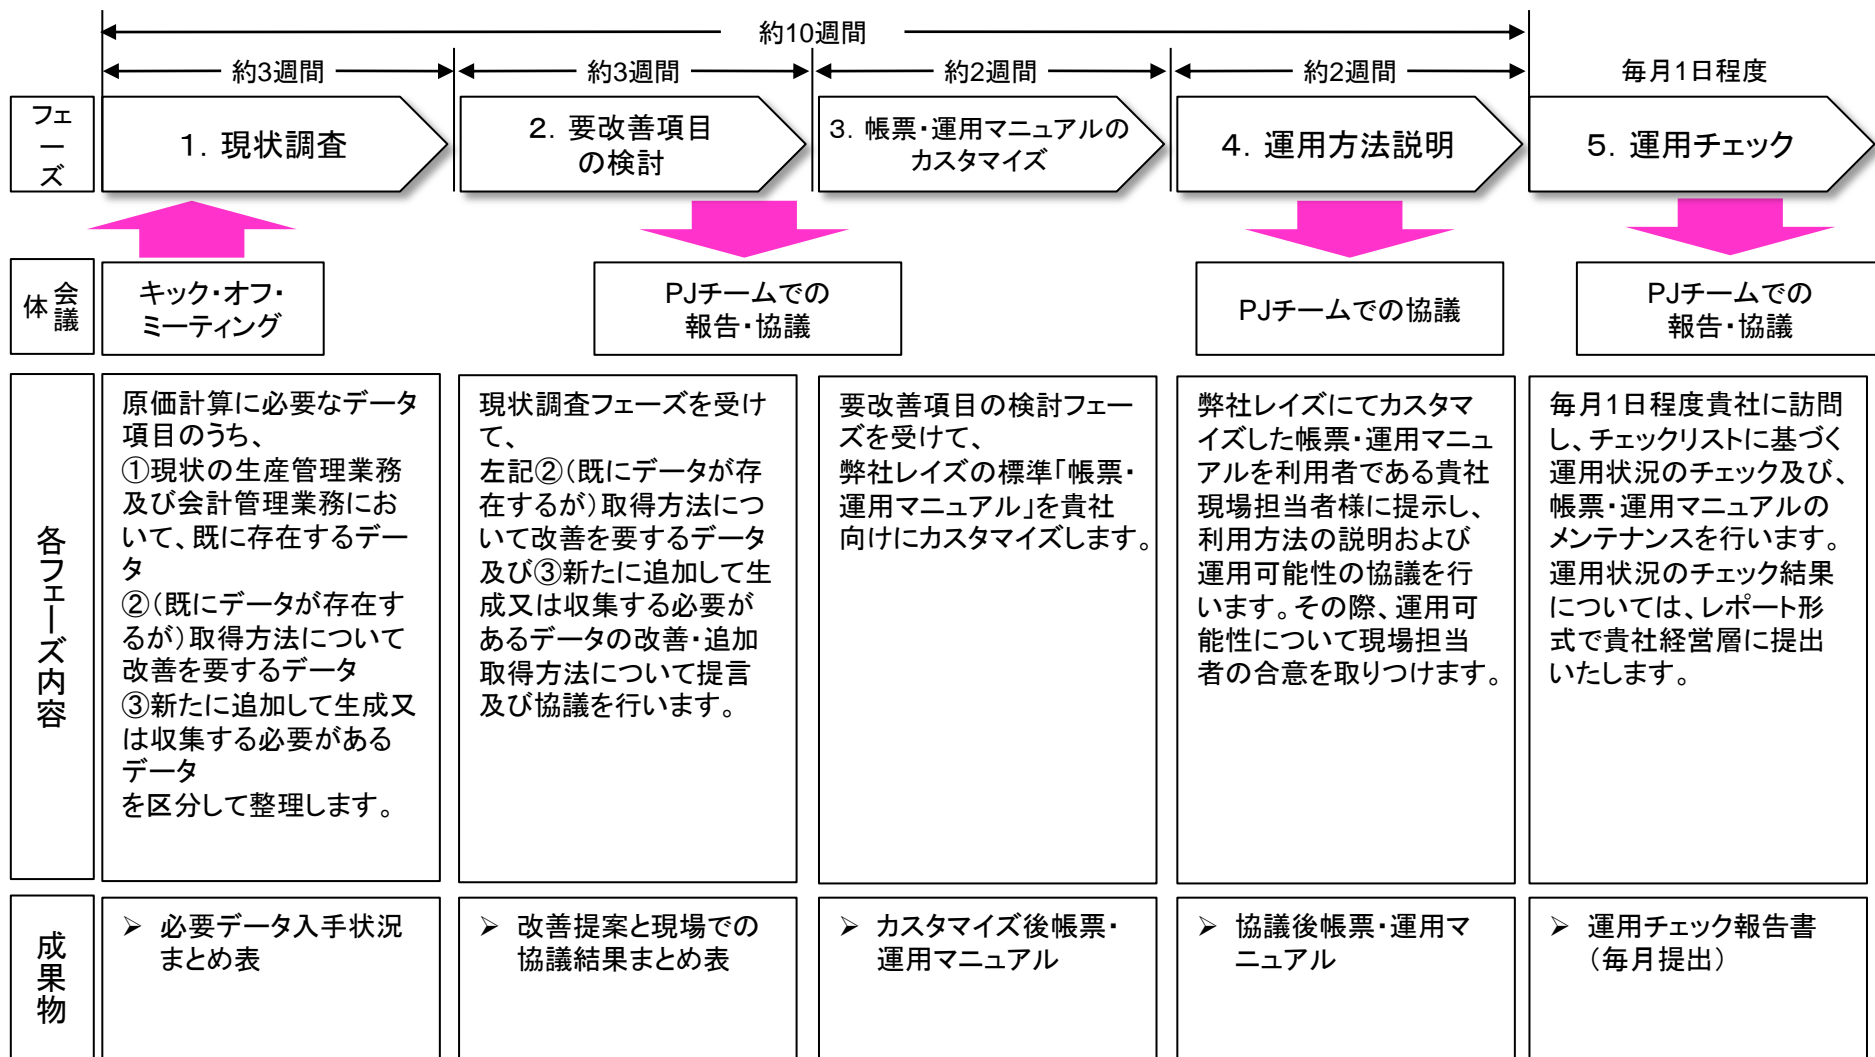 約10週間
約3週間
約3週間
約2週間
約2週間
毎月1日程度
フェ
ー
ズ
1．現状調査
2．要改善項目
の検討
3．帳票・運用マニュアルの
カスタマイズ
4．運用方法説明
5．運用チェック
会議
体
キック・オフ・
ミーティング
PJチームでの
報告・協議
PJチームでの協議
PJチームでの
報告・協議
各フェーズ内容
原価計算に必要なデータ
項目のうち、
①現状の生産管理業務
及び会計管理業務にお
いて、既に存在するデー
タ
②（既にデータが存在す
るが）取得方法について
改善を要するデータ
③新たに追加して生成又
は収集する必要がある
データ
を区分して整理します。
現状調査フェーズを受け
て、
左記②（既にデータが存
在するが）取得方法につ
いて改善を要するデータ
及び③新たに追加して生
成又は収集する必要が
あるデータの改善・追加
取得方法について提言
及び協議を行います。
要改善項目の検討フェー
ズを受けて、
弊社レイズの標準「帳票・
運用マニュアル」を貴社
向けにカスタマイズします。
弊社レイズにてカスタマ
イズした帳票・運用マニュ
アルを利用者である貴社
現場担当者様に提示し、
利用方法の説明および
運用可能性の協議を行
います。その際、運用可
能性について現場担当
者の合意を取りつけます。
毎月1日程度貴社に訪問
し、チェックリストに基づく
運用状況のチェック及び、
帳票・運用マニュアルの
メンテナンスを行います。
運用状況のチェック結果
については、レポート形
式で貴社経営層に提出
いたします。
成果物
➢ 必要データ入手状況
まとめ表
➢ 改善提案と現場での
協議結果まとめ表
➢ カスタマイズ後帳票・
運用マニュアル
➢ 協議後帳票・運用マ
ニュアル
➢ 運用チェック報告書
（毎月提出）